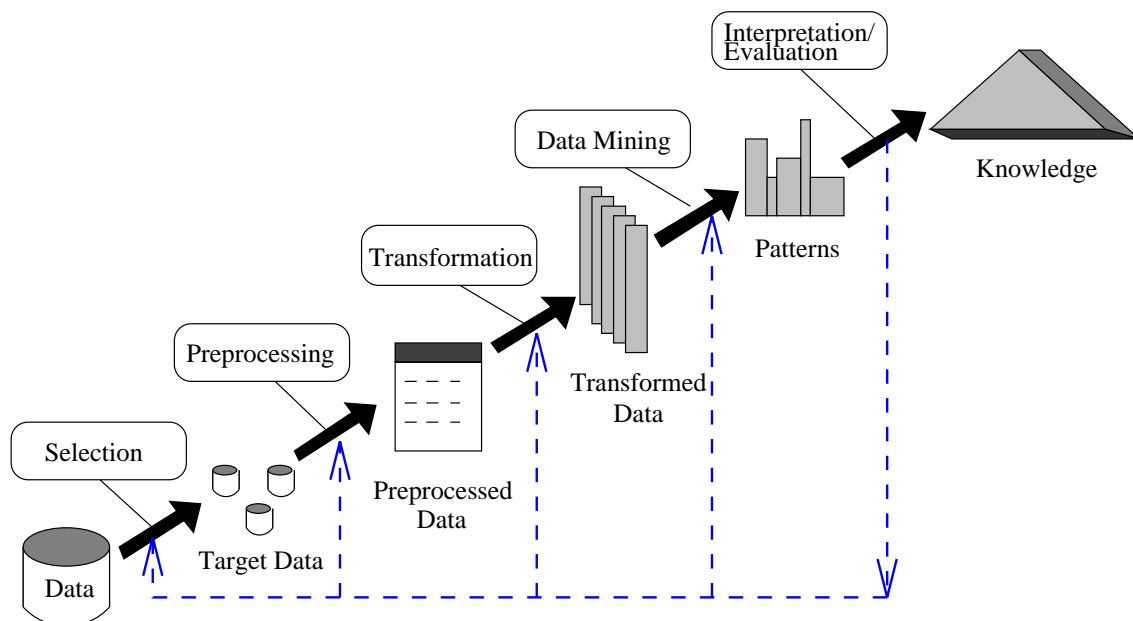 Interpretation/
Evaluation
Data Mining
Knowledge
Transformation
Patterns
Preprocessing
Transformed
Data
Selection
Preprocessed
Data
Target Data
Data